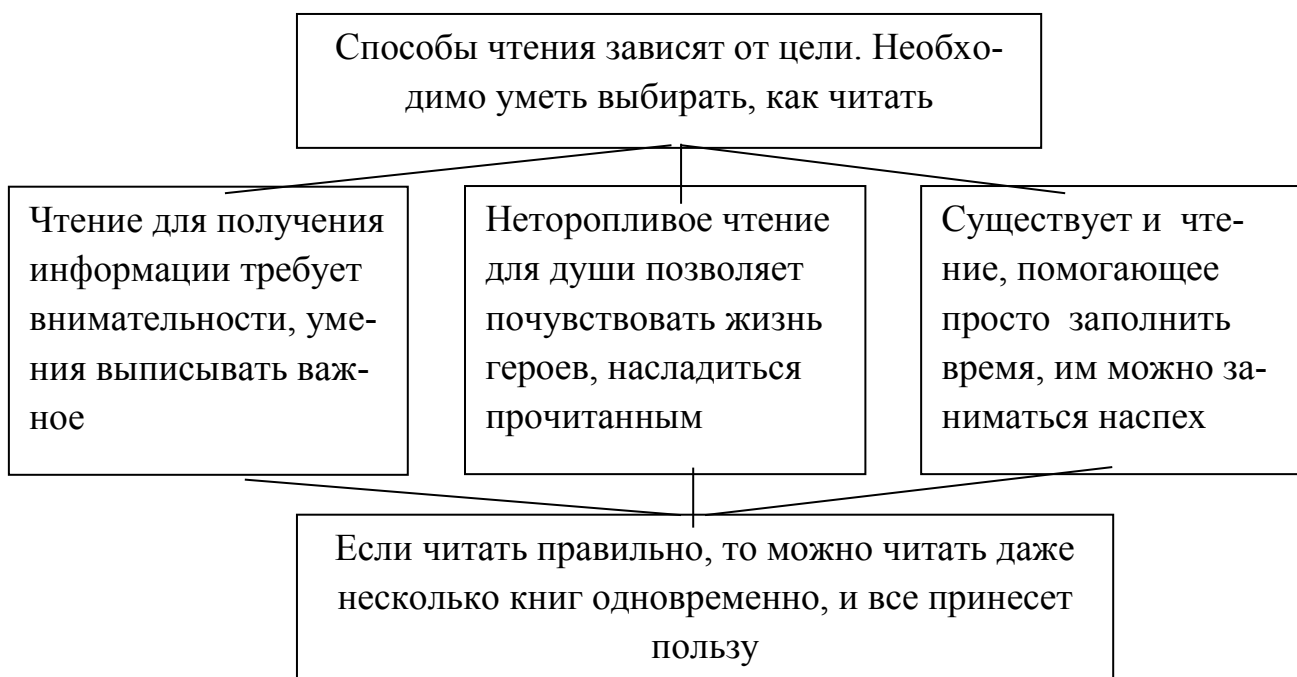 Способы чтения зависят от цели. Необхо-
димо уметь выбирать, как читать
Чтение для получения
информации требует
внимательности, уме-
ния выписывать важ-
ное
Неторопливое чтение
для души позволяет
почувствовать жизнь
героев, насладиться
прочитанным
Существует и  чте-
ние, помогающее
просто  заполнить
время, им можно за-
ниматься наспех
Если читать правильно, то можно читать даже
несколько книг одновременно, и все принесет
пользу